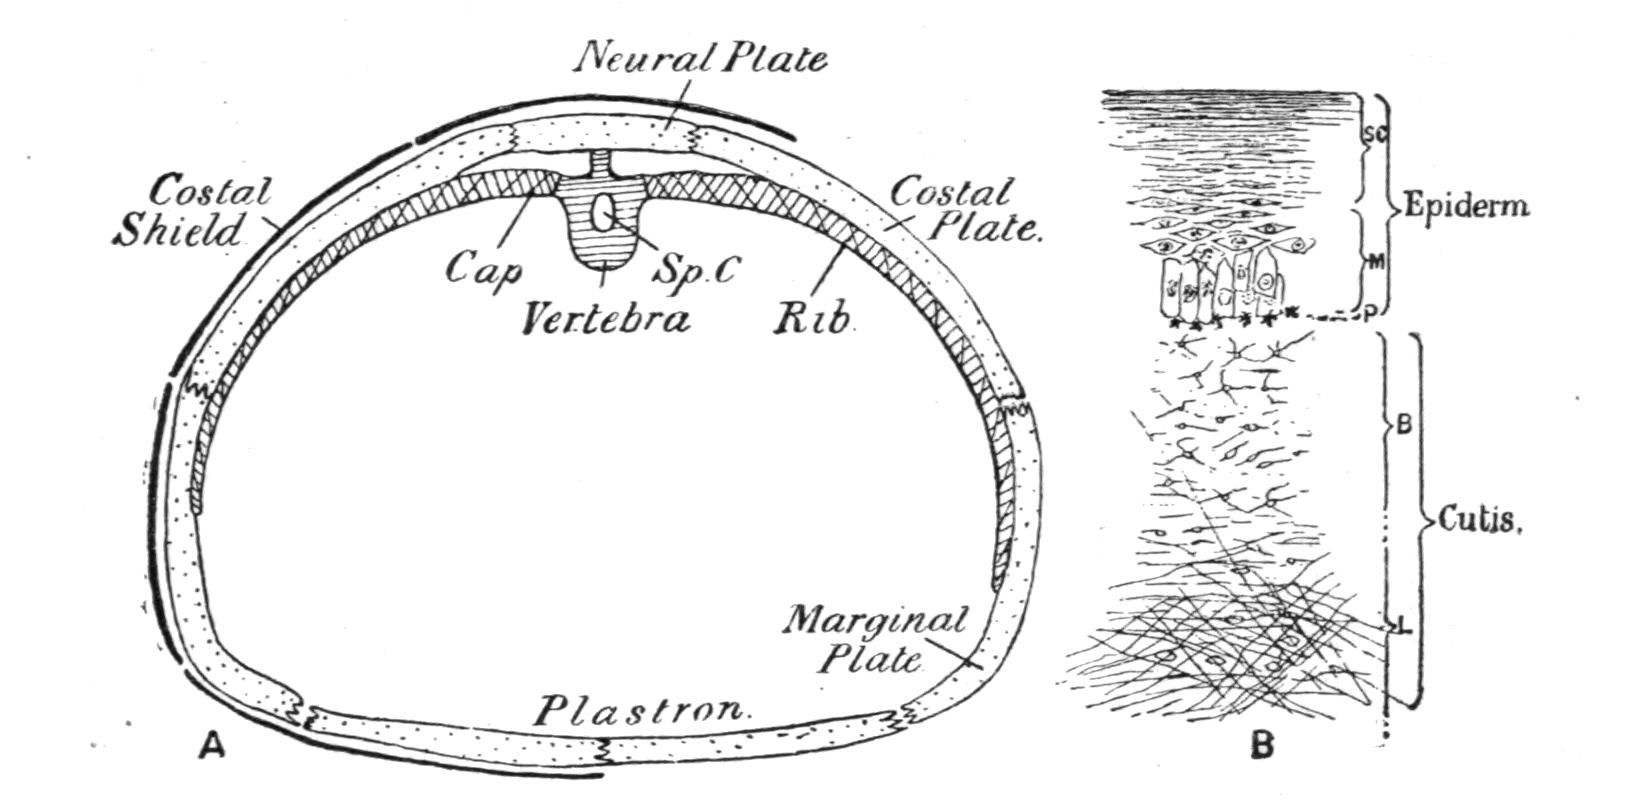 Neural Plate
Costal
Shield
Costal
Plate.
Cap
Sp.C
Vertebra
Rib.
Marginal
Plate
Plastron.
A
SC
Epiderm
M
P
B
Cutis.
L
B